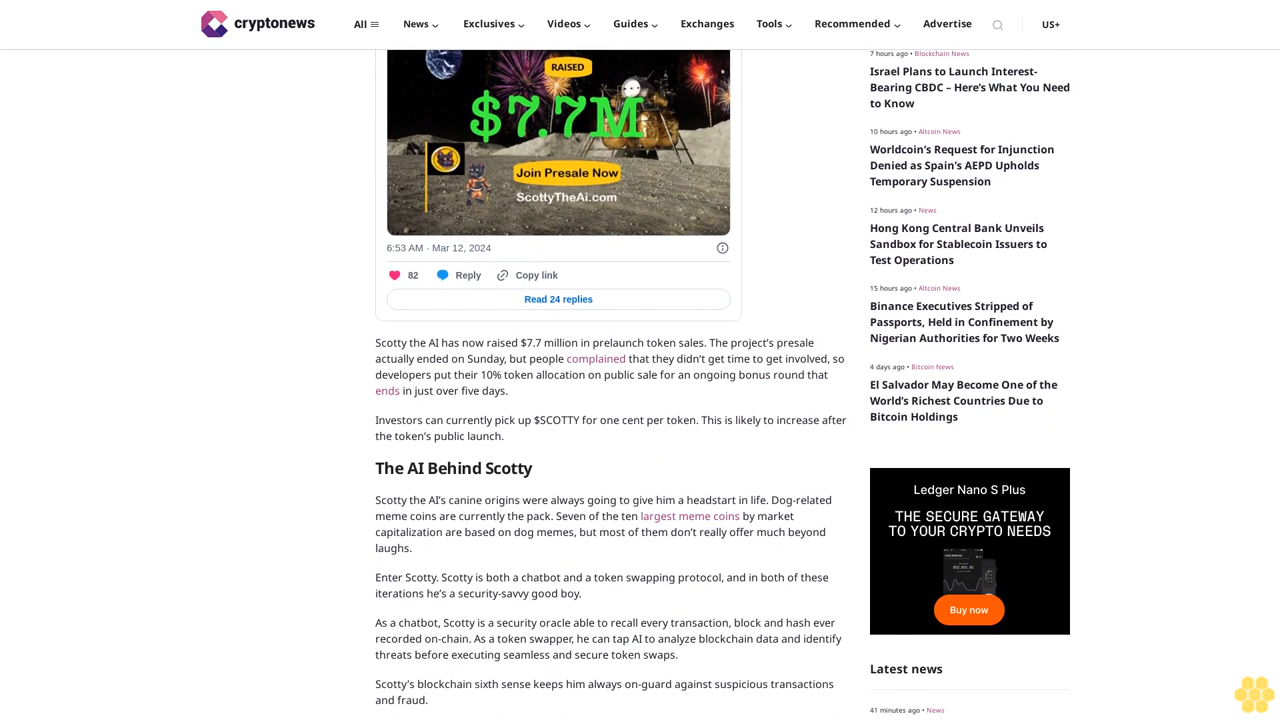 cryptonews
All
News
Exclusives
Videos
Guides
Exchanges
Tools
Recommended
Advertise
US+
RAISED
$7.7M
Join Presale Now
ScottyTheAi.com
6:53 AM · Mar 12, 2024
82 Reply Copy link
Read 24 replies
Scotty the AI has now raised $7.7 million in prelaunch token sales. The project’s presale
actually ended on Sunday, but people complained that they didn’t get time to get involved, so
developers put their 10% token allocation on public sale for an ongoing bonus round that
ends in just over five days.
Investors can currently pick up $SCOTTY for one cent per token. This is likely to increase after
the token’s public launch.
The AI Behind Scotty
Scotty the AI’s canine origins were always going to give him a headstart in life. Dog-related
meme coins are currently the pack. Seven of the ten largest meme coins by market
capitalization are based on dog memes, but most of them don’t really offer much beyond
laughs.
Enter Scotty. Scotty is both a chatbot and a token swapping protocol, and in both of these
iterations he’s a security-savvy good boy.
As a chatbot, Scotty is a security oracle able to recall every transaction, block and hash ever
recorded on-chain. As a token swapper, he can tap AI to analyze blockchain data and identify
threats before executing seamless and secure token swaps.
Scotty’s blockchain sixth sense keeps him always on-guard against suspicious transactions
and fraud.
7 hours ago • Blockchain News
Israel Plans to Launch Interest-
Bearing CBDC – Here’s What You Need
to Know
10 hours ago • Altcoin News
Worldcoin’s Request for Injunction
Denied as Spain’s AEPD Upholds
Temporary Suspension
12 hours ago • News
Hong Kong Central Bank Unveils
Sandbox for Stablecoin Issuers to
Test Operations
15 hours ago • Altcoin News
Binance Executives Stripped of
Passports, Held in Confinement by
Nigerian Authorities for Two Weeks
4 days ago • Bitcoin News
El Salvador May Become One of the
World’s Richest Countries Due to
Bitcoin Holdings
Ledger Nano S Plus
THE SECURE GATEWAY
TO YOUR CRYPTO NEEDS
Buy now
Latest news
41 minutes ago • News